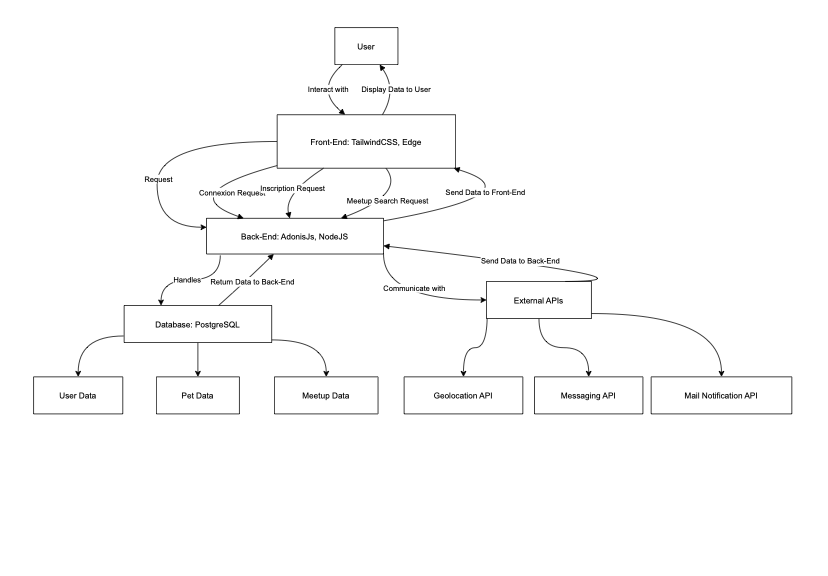 User
Interact with
Display Data to User
Front-End: TailwindCSS, Edge
Request
Connexion Request
Inscription Request
Meetup Search Request
Send Data to Front-End
Back-End: AdonisJs, NodeJS
Send Data to Back-End
Handles
Return Data to Back-End
Communicate with
External APIs
Database: PostgreSQL
User Data
Pet Data
Meetup Data
Geolocation API
Messaging API
Mail Notification API